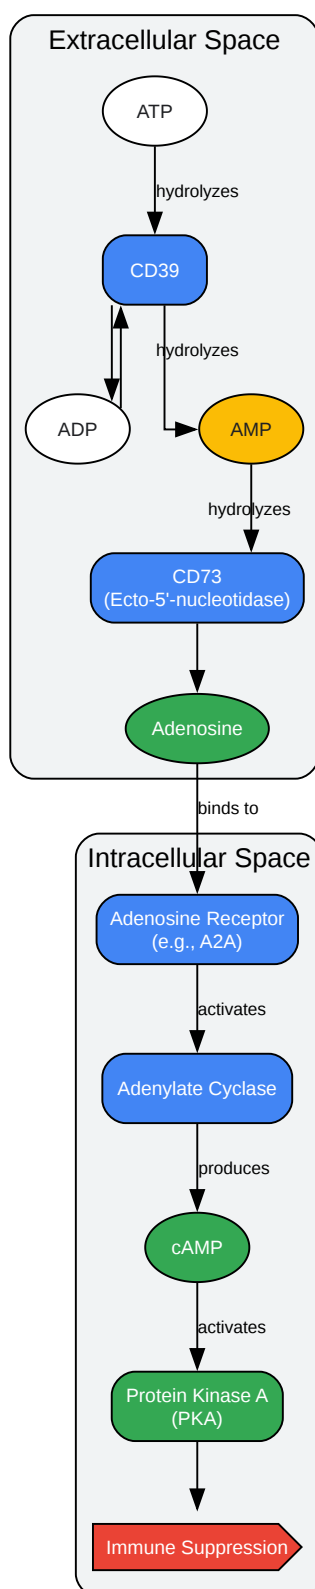 Extracellular Space
ATP
hydrolyzes
CD39
hydrolyzes
ADP
AMP
hydrolyzes
CD73
(Ecto-5'-nucleotidase)
Adenosine
binds to
Intracellular Space
Adenosine Receptor
(e.g., A2A)
activates
Adenylate Cyclase
produces
cAMP
activates
Protein Kinase A
(PKA)
Immune Suppression